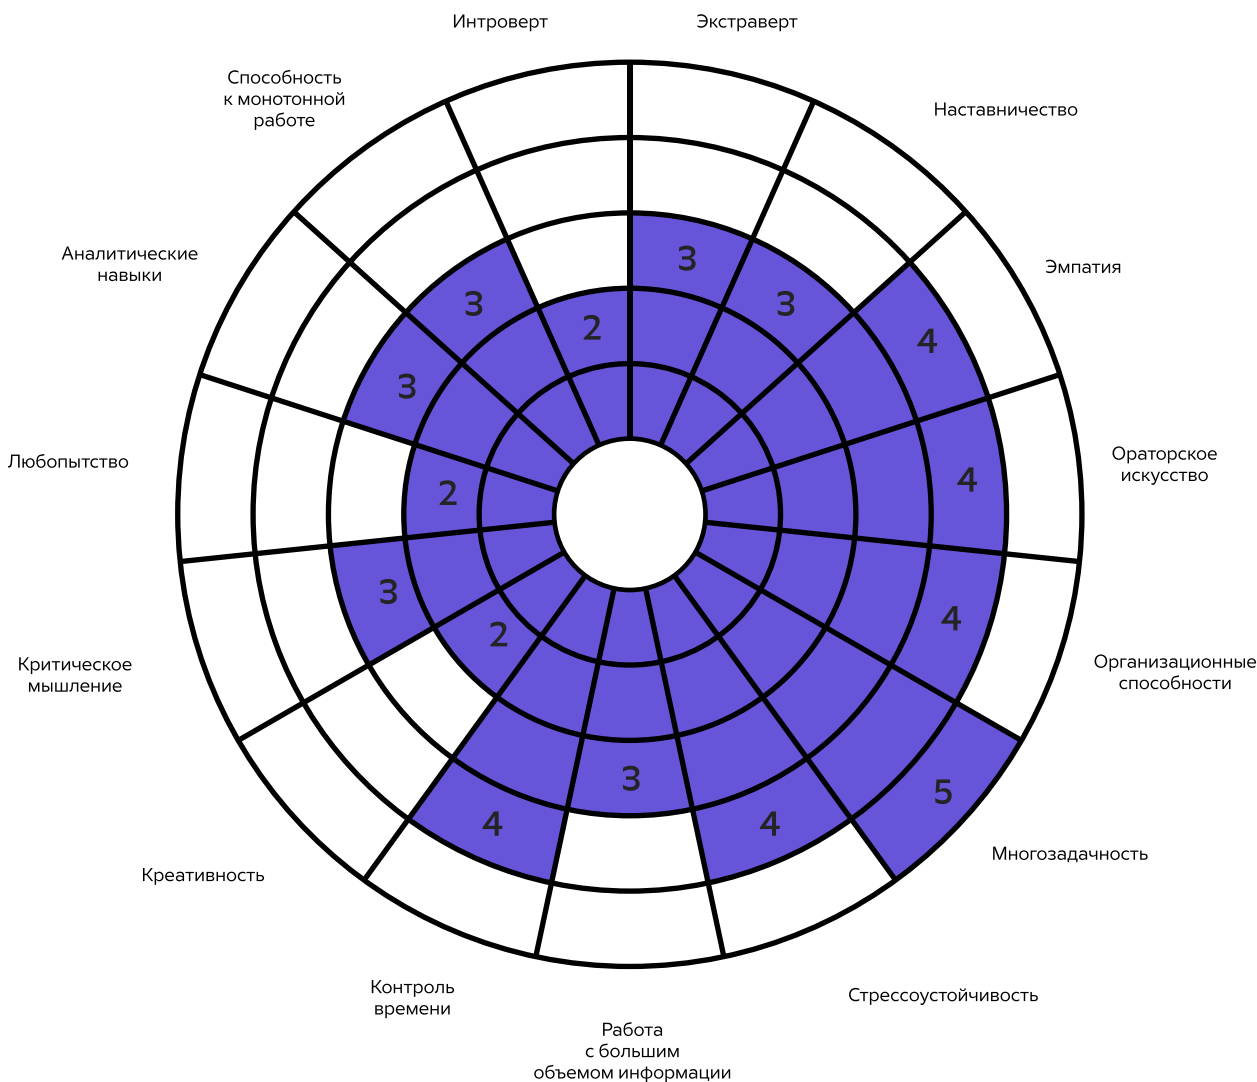 Интроверт
Экстраверт
Способность
к монотонной
работе
Наставничество
Аналитические
навыки
Эмпатия
Любопытство
Ораторское
искусство
Критическое
мышление
Организационные
способности
Креативность
Многозадачность
Контроль
времени
Стрессоустойчивость
Работа
с большим
объемом информации
3
3
3
2
4
3
2
4
3
2
4
3
5
4
4